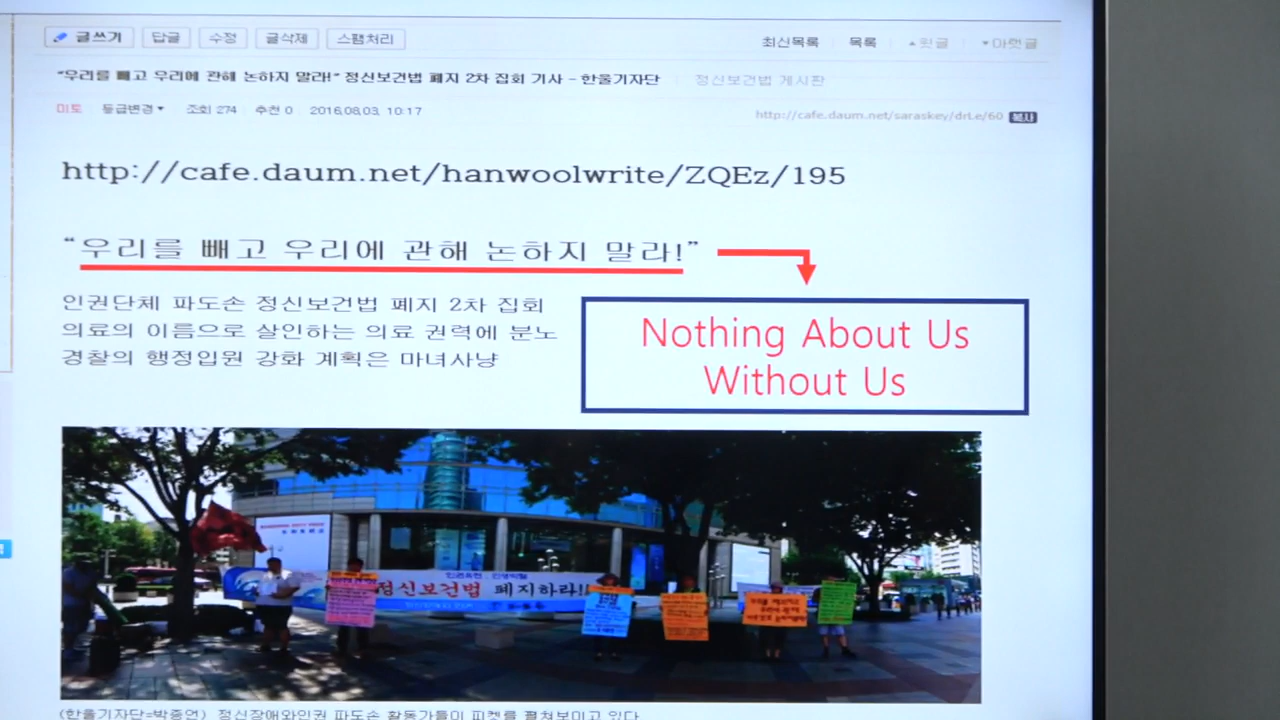 글쓰기 답글 수정 글삭제 스팸처리 최신목록 목록 ▲윗글 ▼아랫글
"우리를 빼고 우리에 관해 논하지 말라!" 정신보건법 폐지 2차 집회 기사 - 한울기자단 정신보건법 게시판
미토 등급변경▼ 조회 274 추천 0 2016.08.03. 10:17 http://cafe.daum.net/saraskey/drLe/60 복사
http://cafe.daum.net/hanwoolwrite/ZQEz/195
"우리를 빼고 우리에 관해 논하지 말라!"
인권단체 파도손 정신보건법 폐지 2차 집회
의료의 이름으로 살인하는 의료 권력에 분노
경찰의 행정입원 강화 계획은 마녀사냥
Nothing About Us
Without Us
정신보건법 폐지하라!
(한울기자단=박종언) 정신장애와인권 파도손 활동가들이 피켓을 펼쳐보이고 있다